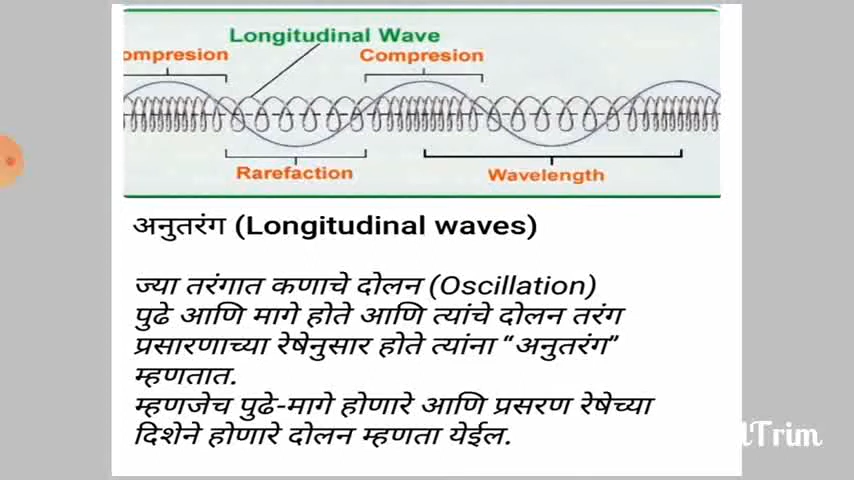 Longitudinal Wave
ompresion
Compresion
Rarefaction
Wavelength
अनुतरंग (Longitudinal waves)
ज्या तरंगात कणाचे दोलन (Oscillation)
पुढे आणि मागे होते आणि त्यांचे दोलन तरंग
प्रसारणाच्या रेषेनुसार होते त्यांना “अनुतरंग”
म्हणतात.
म्हणजेच पुढे-मागे होणारे आणि प्रसरण रेषेच्या
दिशेने होणारे दोलन म्हणता येईल.
Trim